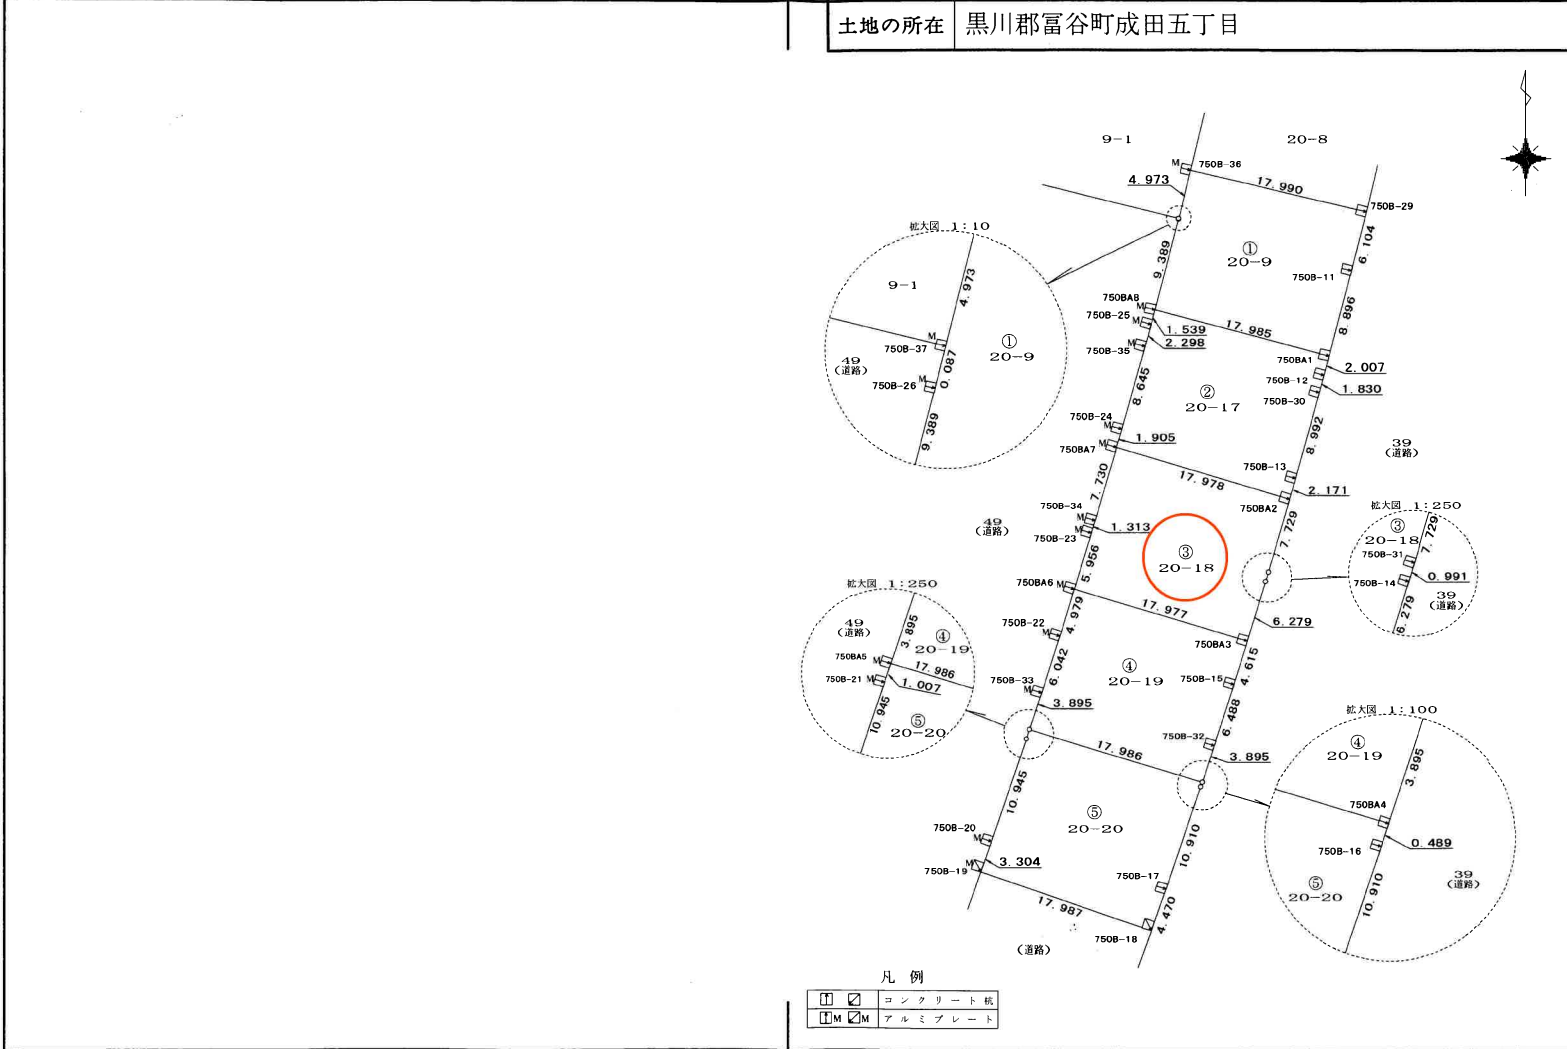 土地の所在 黒川郡冨谷町成田五丁目
9-1
20-8
M 750B-36
4. 973
17. 990
750B-29
6. 104
拡大図 1:10
9-1
4. 973
M
750B-37
0. 087
49
(道路)
M
750B-26
9. 389
①
20-9
9. 389
①
20-9
750B-11
8. 896
750BA8
M
750B-25
M
1. 539
17. 985
2. 298
750B-35
M
750BA1
2. 007
750B-12
1. 830
750B-30
8. 645
②
20-17
8. 992
750B-24
M
1. 905
750BA7
M
39
(道路)
750B-13
17. 978
2. 171
750BA2
7. 730
7. 729
49
(道路)
750B-34
M
1. 313
750B-23
M
③
20-18
5. 956
拡大図 1:250
③
20-18
7. 729
750B-31
0. 991
750B-14
39
(道路)
6. 279
750BA6
M
17. 977
6. 279
4. 979
750B-22
M
750BA3
4. 615
6. 042
④
20-19
750B-15
750B-33
M
3. 895
6. 488
拡大図 1:250
49
(道路)
3. 895
④
20-19
750BA5
M
17. 986
750B-21
M
1. 007
10. 945
⑤
20-20
17. 986
750B-32
3. 895
拡大図 1:100
④
20-19
3. 895
750BA4
0. 489
750B-16
39
(道路)
⑤
20-20
10. 910
10. 945
⑤
20-20
10. 910
750B-20
M
3. 304
M
750B-19
17. 987
750B-17
4. 470
750B-18
(道路)
凡 例
コンクリート杭
M M アルミプレート